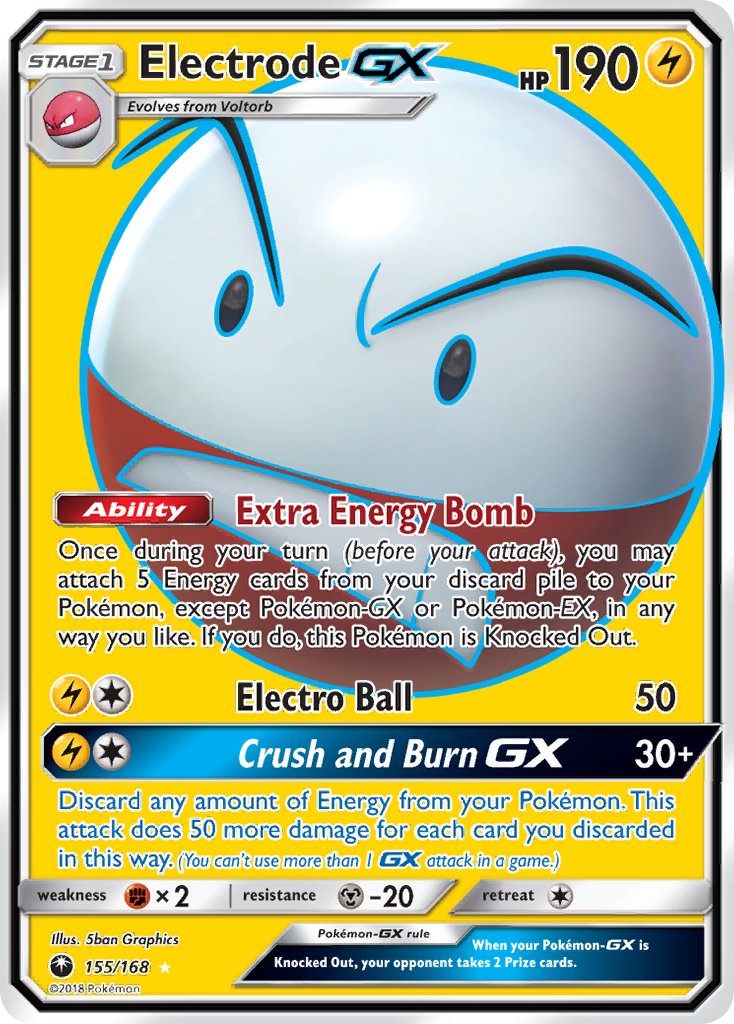 STAGE1 Electrode GX HP 190
Evolves from Voltorb
Ability Extra Energy Bomb
Once during your turn (before your attack), you may
attach 5 Energy cards from your discard pile to your
Pokémon, except Pokémon-GX or Pokémon-EX, in any
way you like. If you do, this Pokémon is Knocked Out.
Electro Ball 50
Crush and Burn GX 30+
Discard any amount of Energy from your Pokémon. This
attack does 50 more damage for each card you discarded
in this way. (You can't use more than 1 GX attack in a game.)
weakness ×2 resistance -20 retreat
Illus. 5ban Graphics
155/168
©2018 Pokémon
Pokémon-GX rule
When your Pokémon-GX is
Knocked Out, your opponent takes 2 Prize cards.